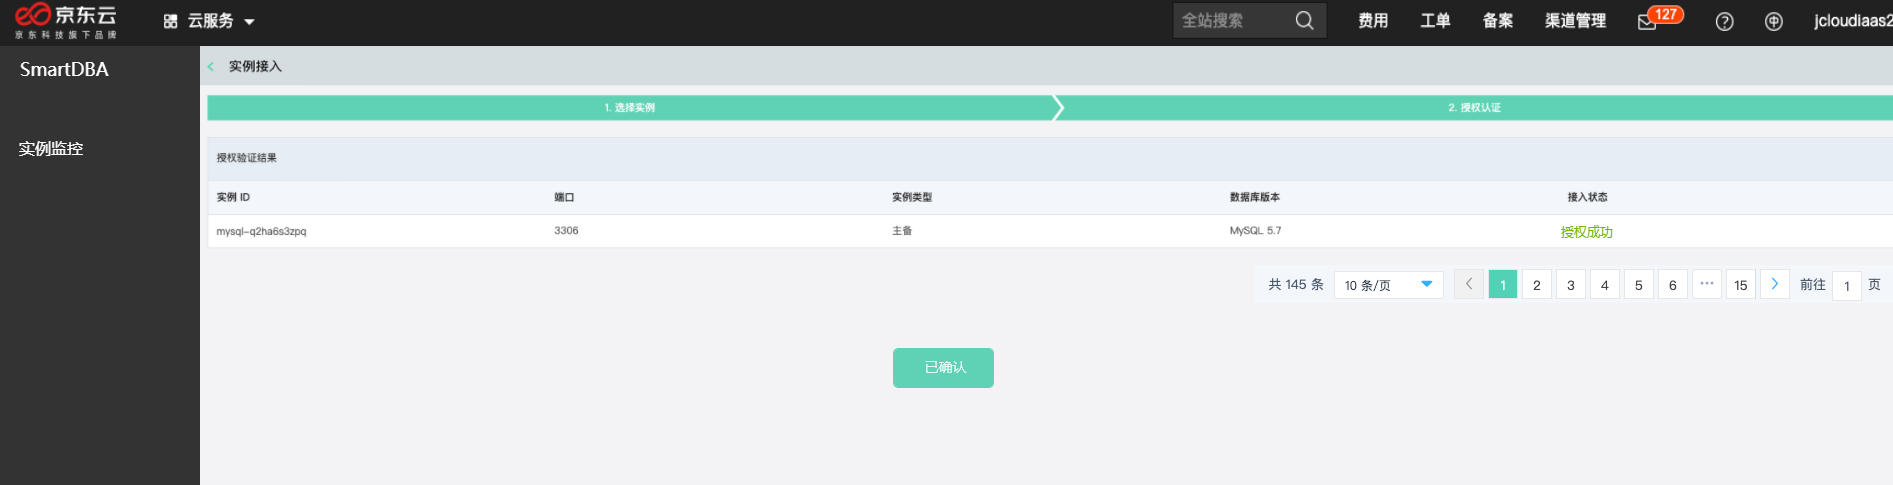 京东云
京东科技旗下品牌
云服务
全站搜索
费用
工单
备案
渠道管理
127
jcloudiaas2
SmartDBA
实例监控
实例接入
1. 选择实例
2. 授权认证
授权验证结果
实例 ID 端口 实例类型 数据库版本 接入状态
mysql-q2ha6s3zpq 3306 主备 MySQL 5.7 授权成功
共 145 条 10 条/页 1 2 3 4 5 6 ... 15 前往 1 页
已确认